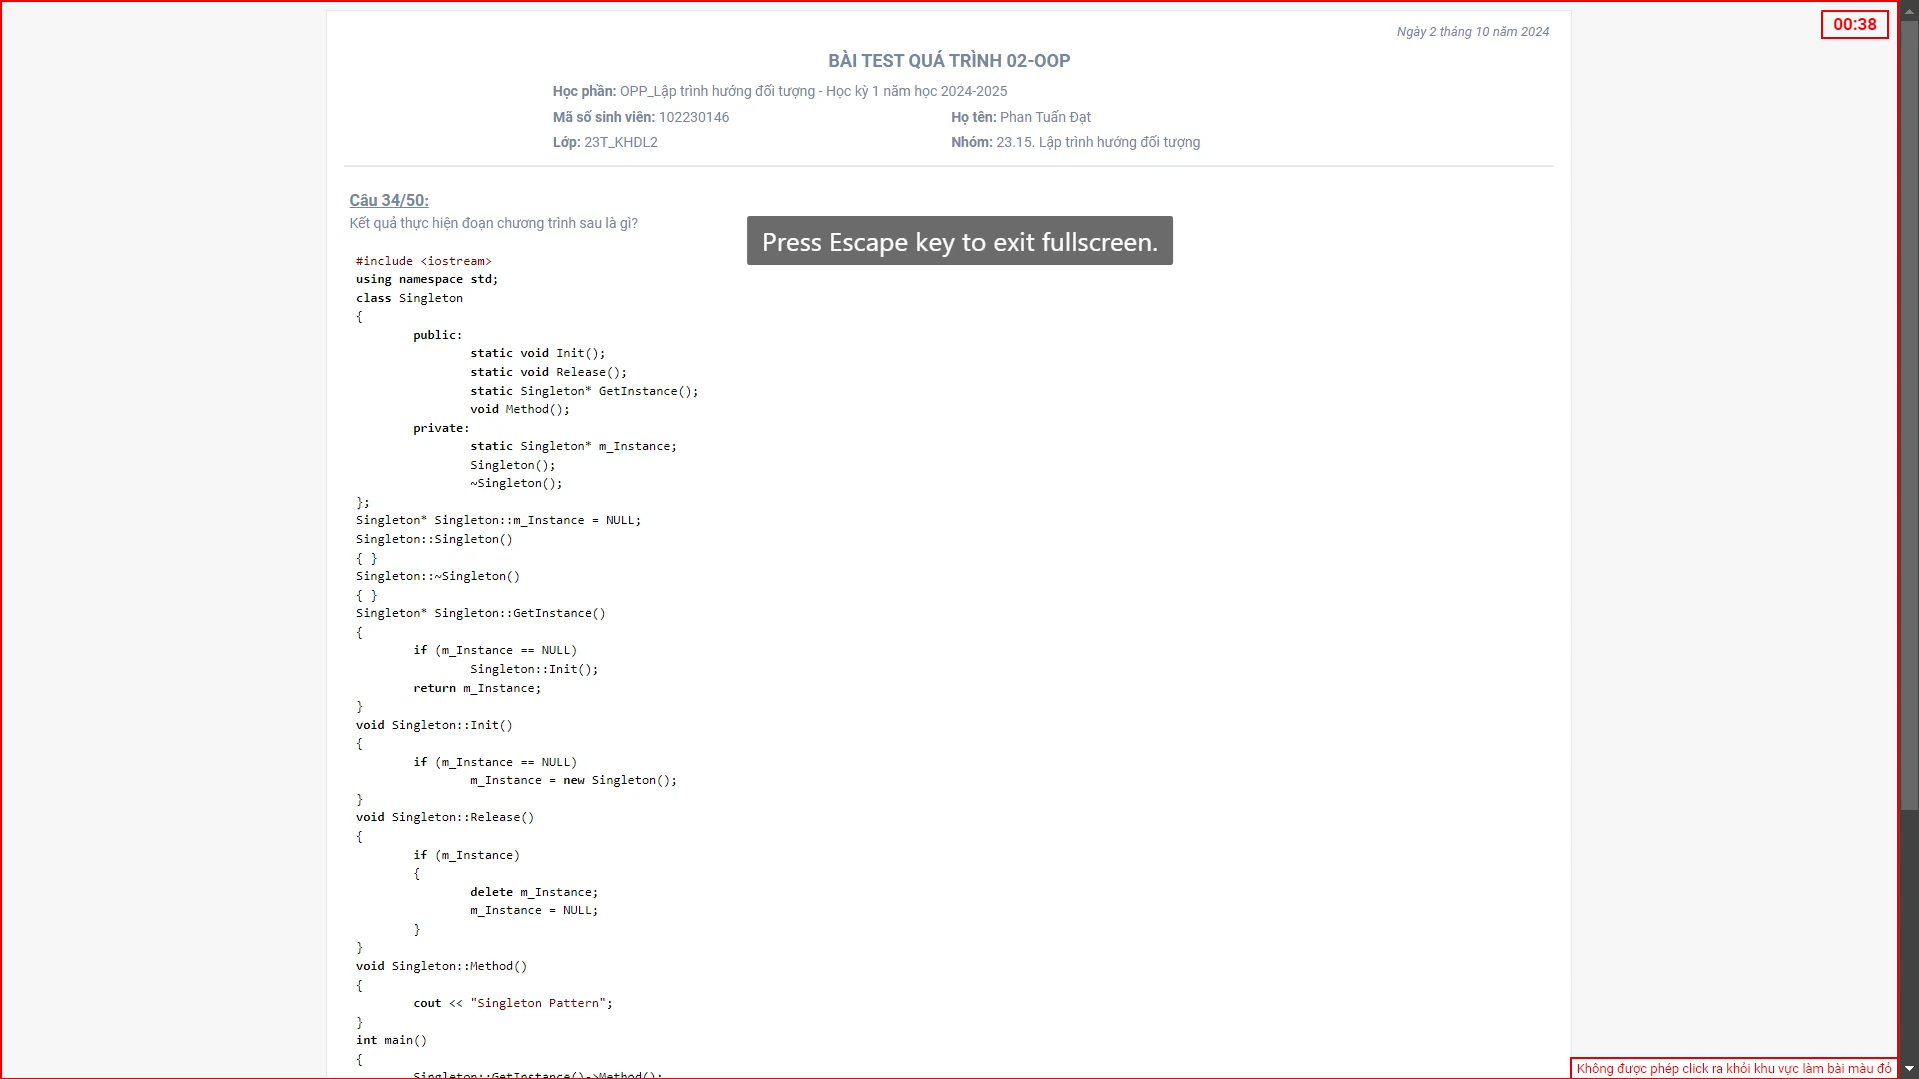 Ngày 2 tháng 10 năm 2024
00:38
BÀI TEST QUÁ TRÌNH 02-OOP
Học phần: OPP_Lập trình hướng đối tượng - Học kỳ 1 năm học 2024-2025
Mã số sinh viên: 102230146
Họ tên: Phan Tuấn Đạt
Lớp: 23T_KHDL2
Nhóm: 23.15. Lập trình hướng đối tượng
Câu 34/50:
Kết quả thực hiện đoạn chương trình sau là gì?
Press Escape key to exit fullscreen.
#include <iostream>
using namespace std;
class Singleton
{
public:
static void Init();
static void Release();
static Singleton* GetInstance();
void Method();
private:
static Singleton* m_Instance;
Singleton();
~Singleton();
};
Singleton* Singleton::m_Instance = NULL;
Singleton::Singleton()
{ }
Singleton::~Singleton()
{ }
Singleton* Singleton::GetInstance()
{
if (m_Instance == NULL)
Singleton::Init();
return m_Instance;
}
void Singleton::Init()
{
if (m_Instance == NULL)
m_Instance = new Singleton();
}
void Singleton::Release()
{
if (m_Instance)
{
delete m_Instance;
m_Instance = NULL;
}
}
void Singleton::Method()
{
cout << "Singleton Pattern";
}
int main()
{
Singleton::GetInstance()->Method();
Không được phép click ra khỏi khu vực làm bài màu đỏ